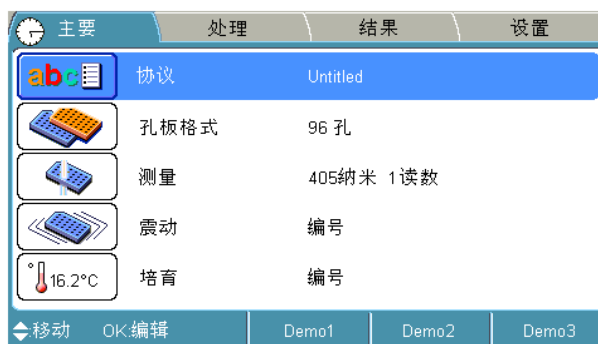 主要 处理 结果 设置
abc 协议 Untitled
孔板格式 96 孔
测量 405纳米 1读数
震动 编号
16.2°C 培育 编号
移动 OK:编辑 Demo1 Demo2 Demo3